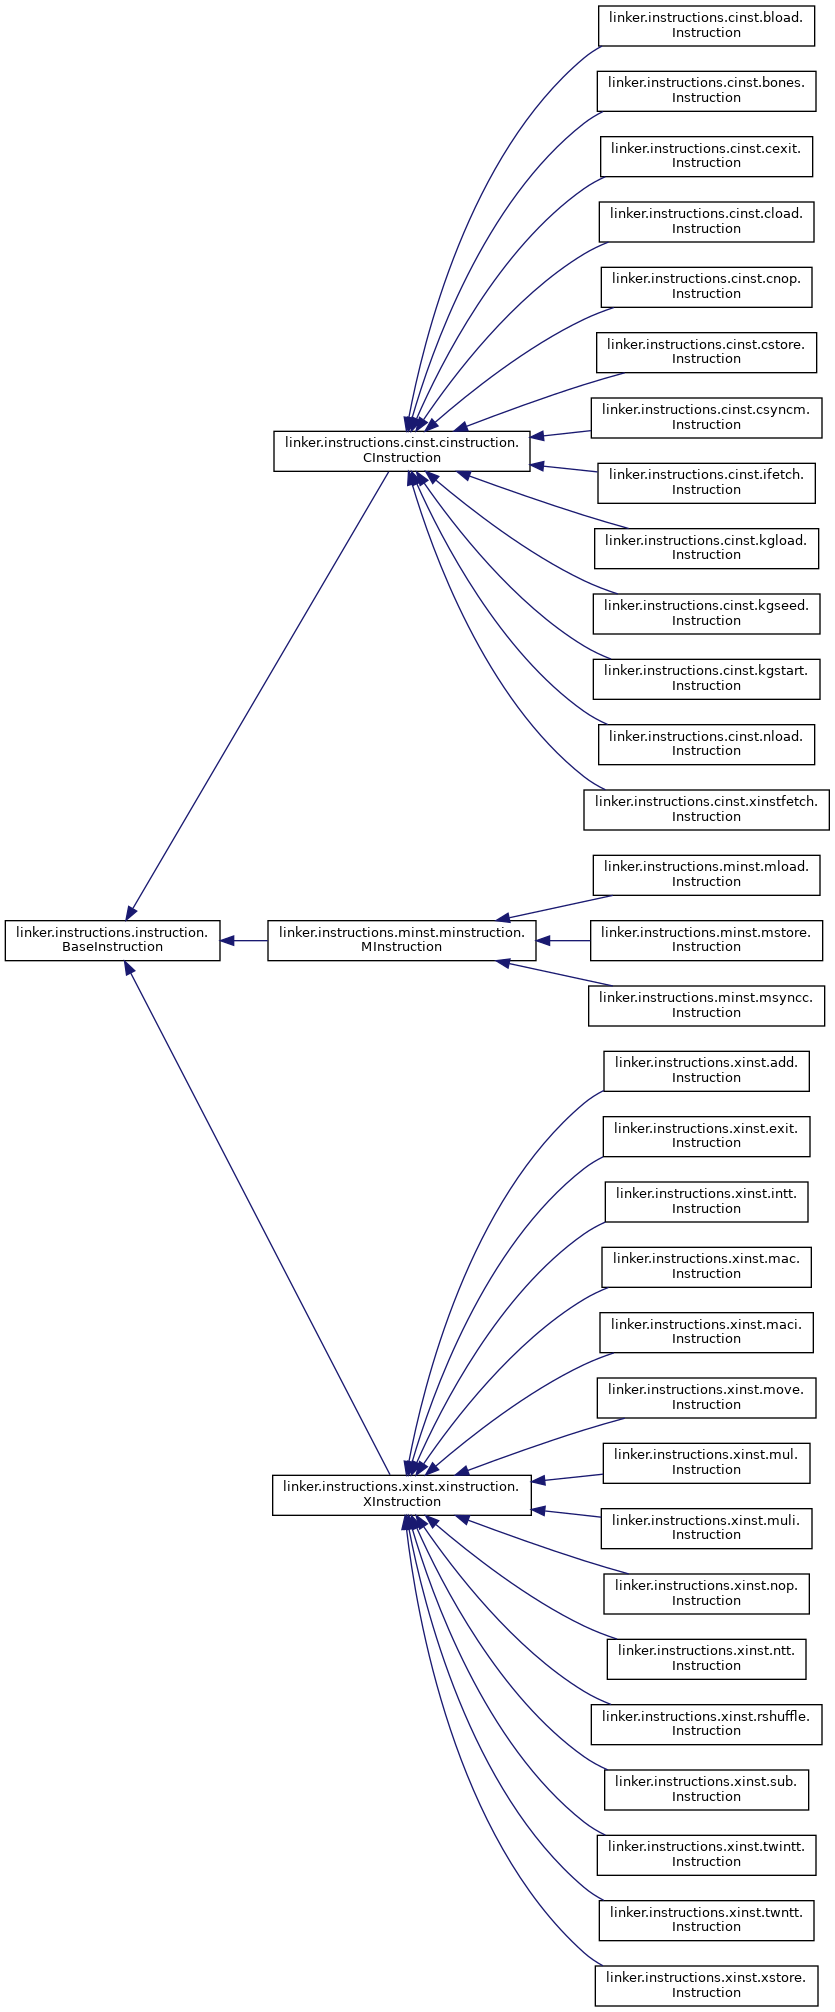 linker.instructions.cinst.bload.
Instruction
linker.instructions.cinst.bones.
Instruction
linker.instructions.cinst.cexit.
Instruction
linker.instructions.cinst.cload.
Instruction
linker.instructions.cinst.cnop.
Instruction
linker.instructions.cinst.cstore.
Instruction
linker.instructions.cinst.csyncm.
Instruction
linker.instructions.cinst.cinstruction.
CInstruction
linker.instructions.cinst.ifetch.
Instruction
linker.instructions.cinst.kgload.
Instruction
linker.instructions.cinst.kgseed.
Instruction
linker.instructions.cinst.kgstart.
Instruction
linker.instructions.cinst.nload.
Instruction
linker.instructions.cinst.xinstfetch.
Instruction
linker.instructions.minst.mload.
Instruction
linker.instructions.instruction.
BaseInstruction
linker.instructions.minst.minstruction.
MInstruction
linker.instructions.minst.mstore.
Instruction
linker.instructions.minst.msyncc.
Instruction
linker.instructions.xinst.add.
Instruction
linker.instructions.xinst.exit.
Instruction
linker.instructions.xinst.intt.
Instruction
linker.instructions.xinst.mac.
Instruction
linker.instructions.xinst.maci.
Instruction
linker.instructions.xinst.move.
Instruction
linker.instructions.xinst.mul.
Instruction
linker.instructions.xinst.xinstruction.
XInstruction
linker.instructions.xinst.muli.
Instruction
linker.instructions.xinst.nop.
Instruction
linker.instructions.xinst.ntt.
Instruction
linker.instructions.xinst.rshuffle.
Instruction
linker.instructions.xinst.sub.
Instruction
linker.instructions.xinst.twintt.
Instruction
linker.instructions.xinst.twntt.
Instruction
linker.instructions.xinst.xstore.
Instruction